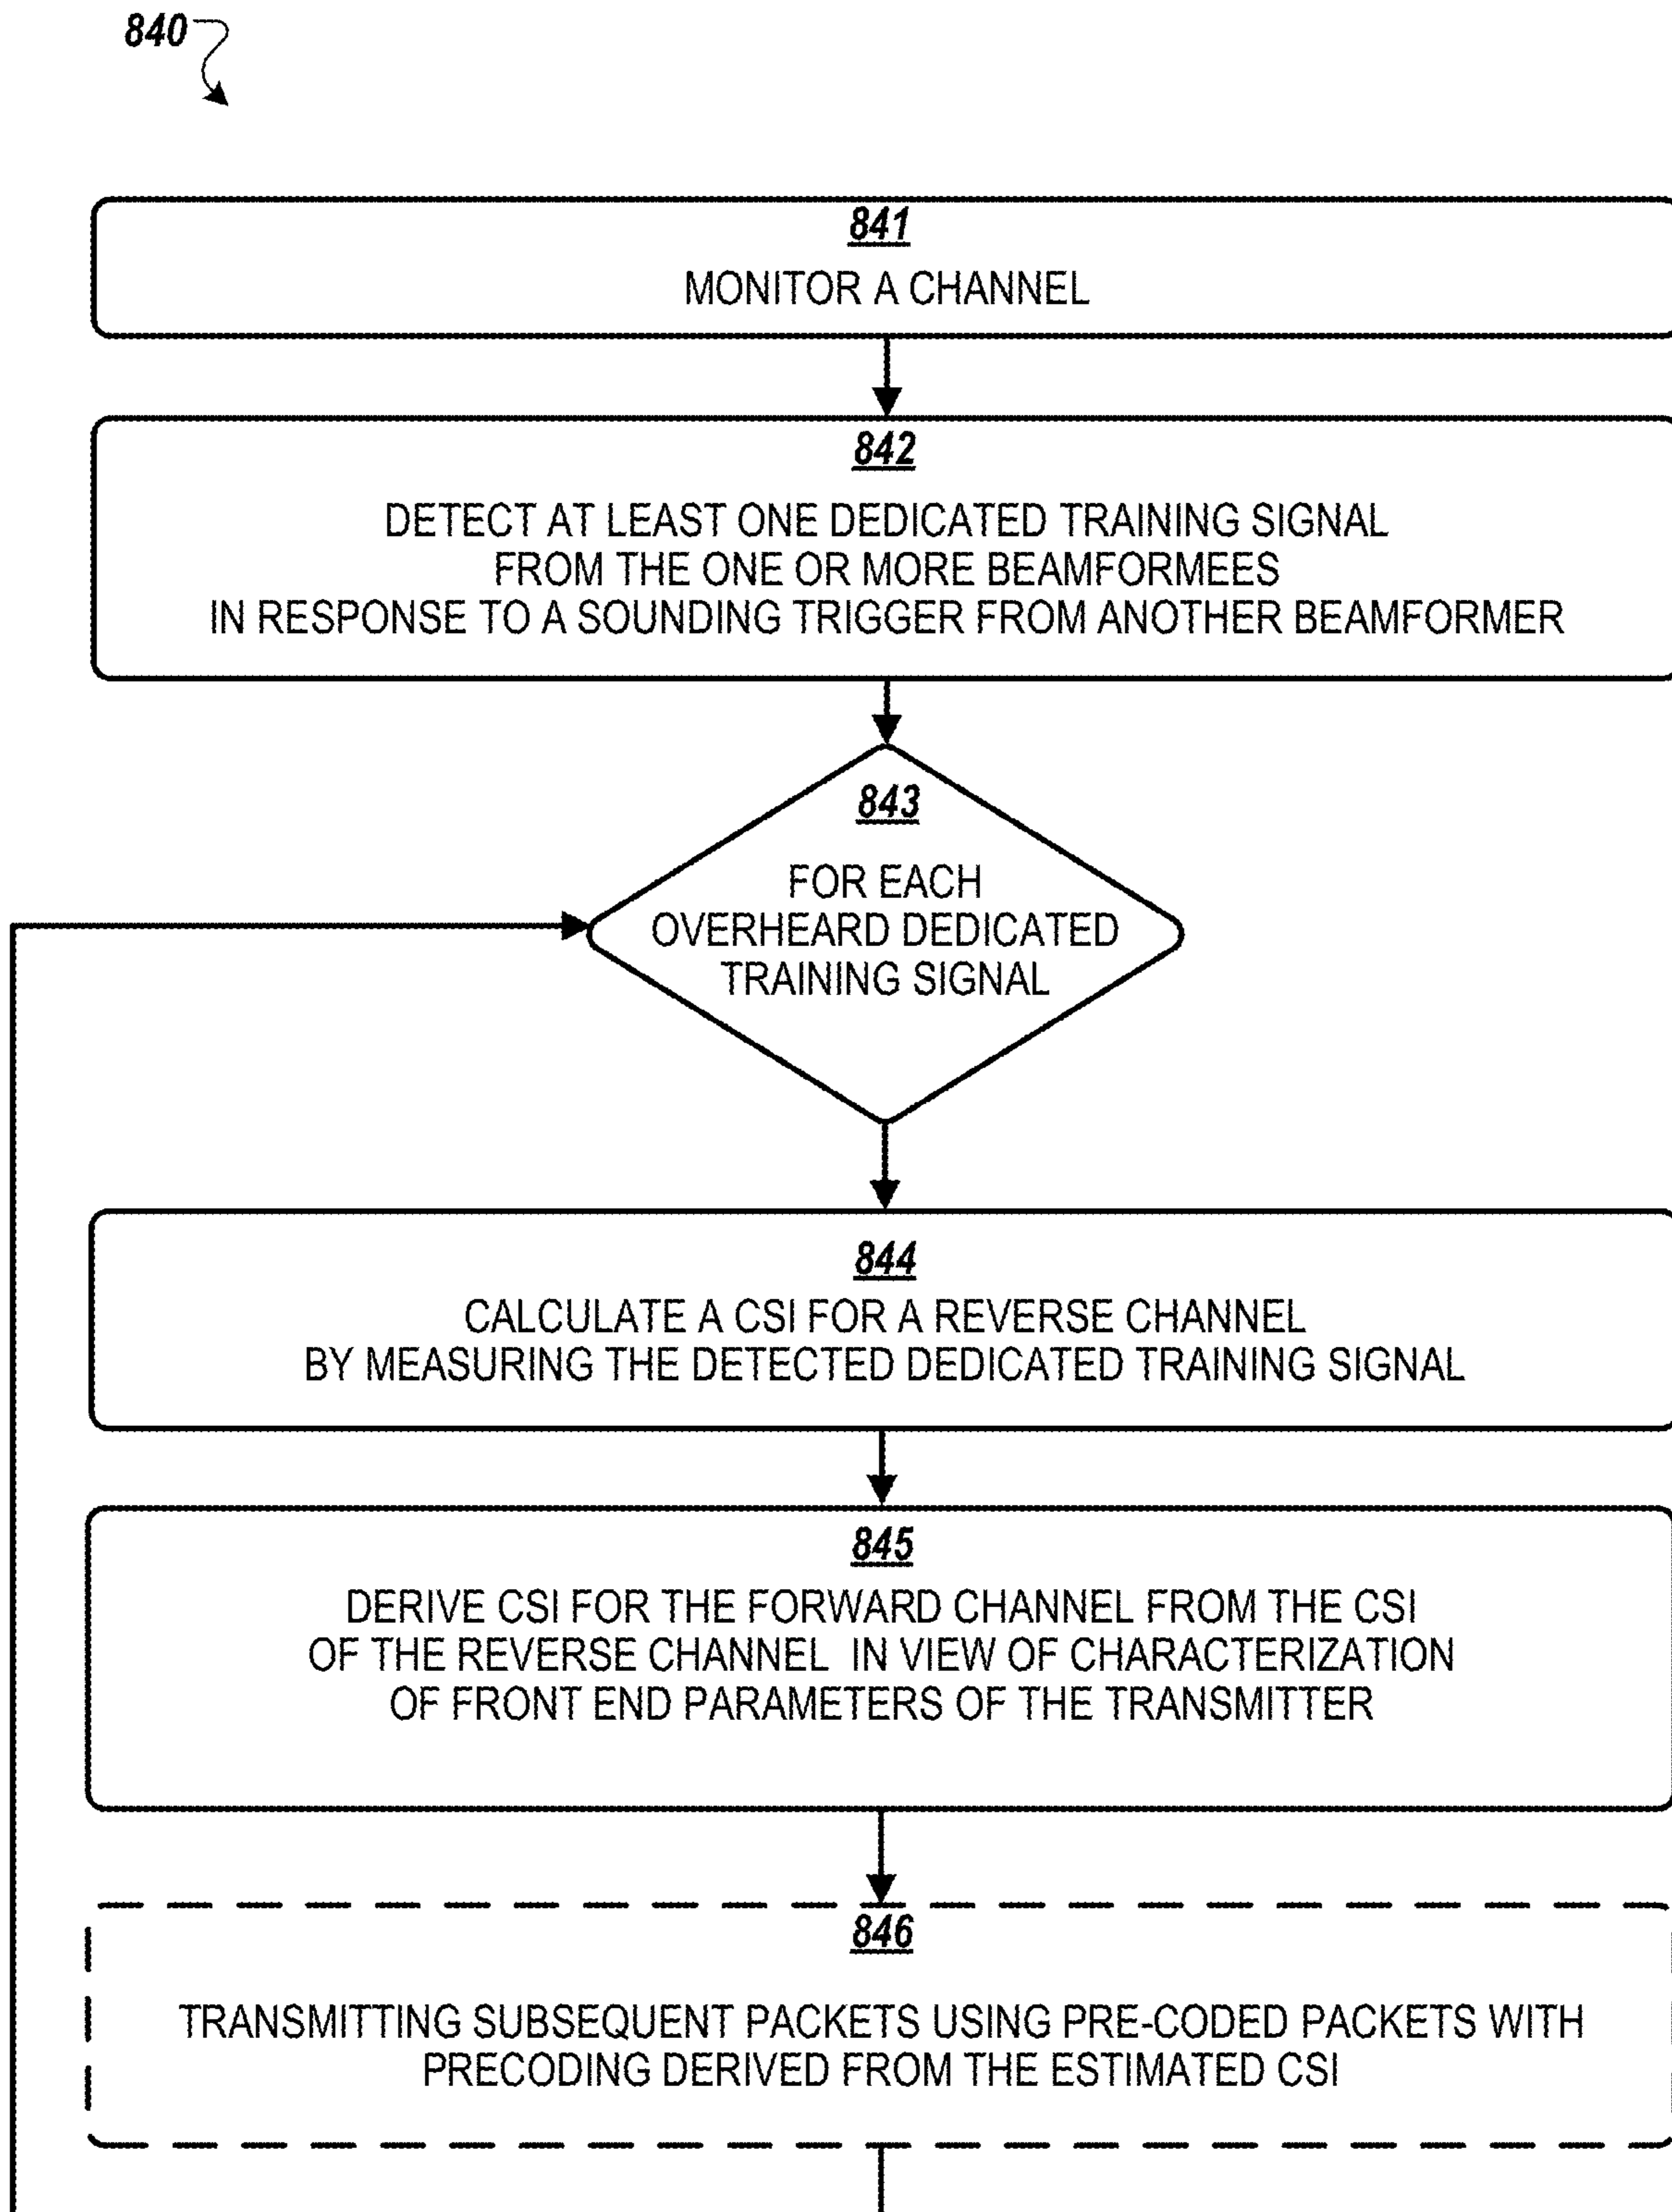 840
841
MONITOR A CHANNEL
842
DETECT AT LEAST ONE DEDICATED TRAINING SIGNAL
FROM THE ONE OR MORE BEAMFORMEES
IN RESPONSE TO A SOUNDING TRIGGER FROM ANOTHER BEAMFORMER
843
FOR EACH
OVERHEARD DEDICATED
TRAINING SIGNAL
844
CALCULATE A CSI FOR A REVERSE CHANNEL
BY MEASURING THE DETECTED DEDICATED TRAINING SIGNAL
845
DERIVE CSI FOR THE FORWARD CHANNEL FROM THE CSI
OF THE REVERSE CHANNEL IN VIEW OF CHARACTERIZATION
OF FRONT END PARAMETERS OF THE TRANSMITTER
846
TRANSMITTING SUBSEQUENT PACKETS USING PRE-CODED PACKETS WITH
PRECODING DERIVED FROM THE ESTIMATED CSI